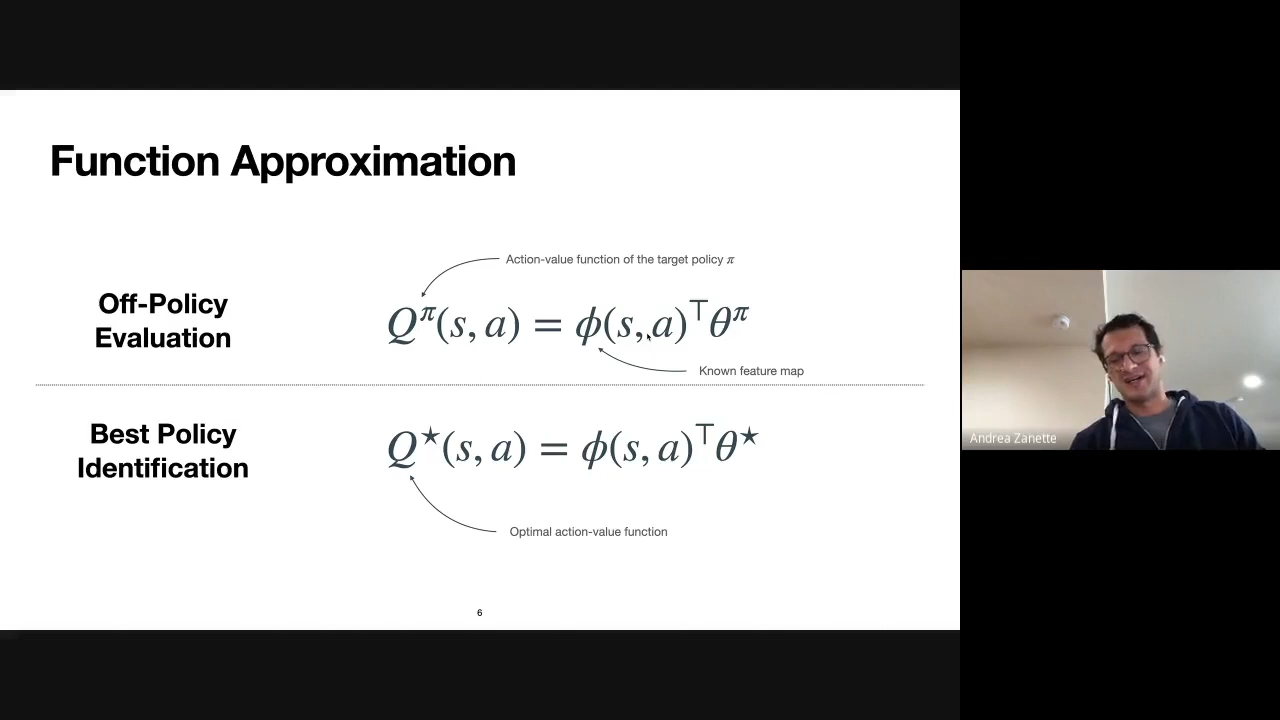 Function Approximation
Action-value function of the target policy π
Off-Policy
Evaluation
Q^π(s, a) = ϕ(s, a)^⊤θ^π
Known feature map
Best Policy
Identification
Q^★(s, a) = ϕ(s, a)^⊤θ^★
Optimal action-value function
6
Andrea Zanette